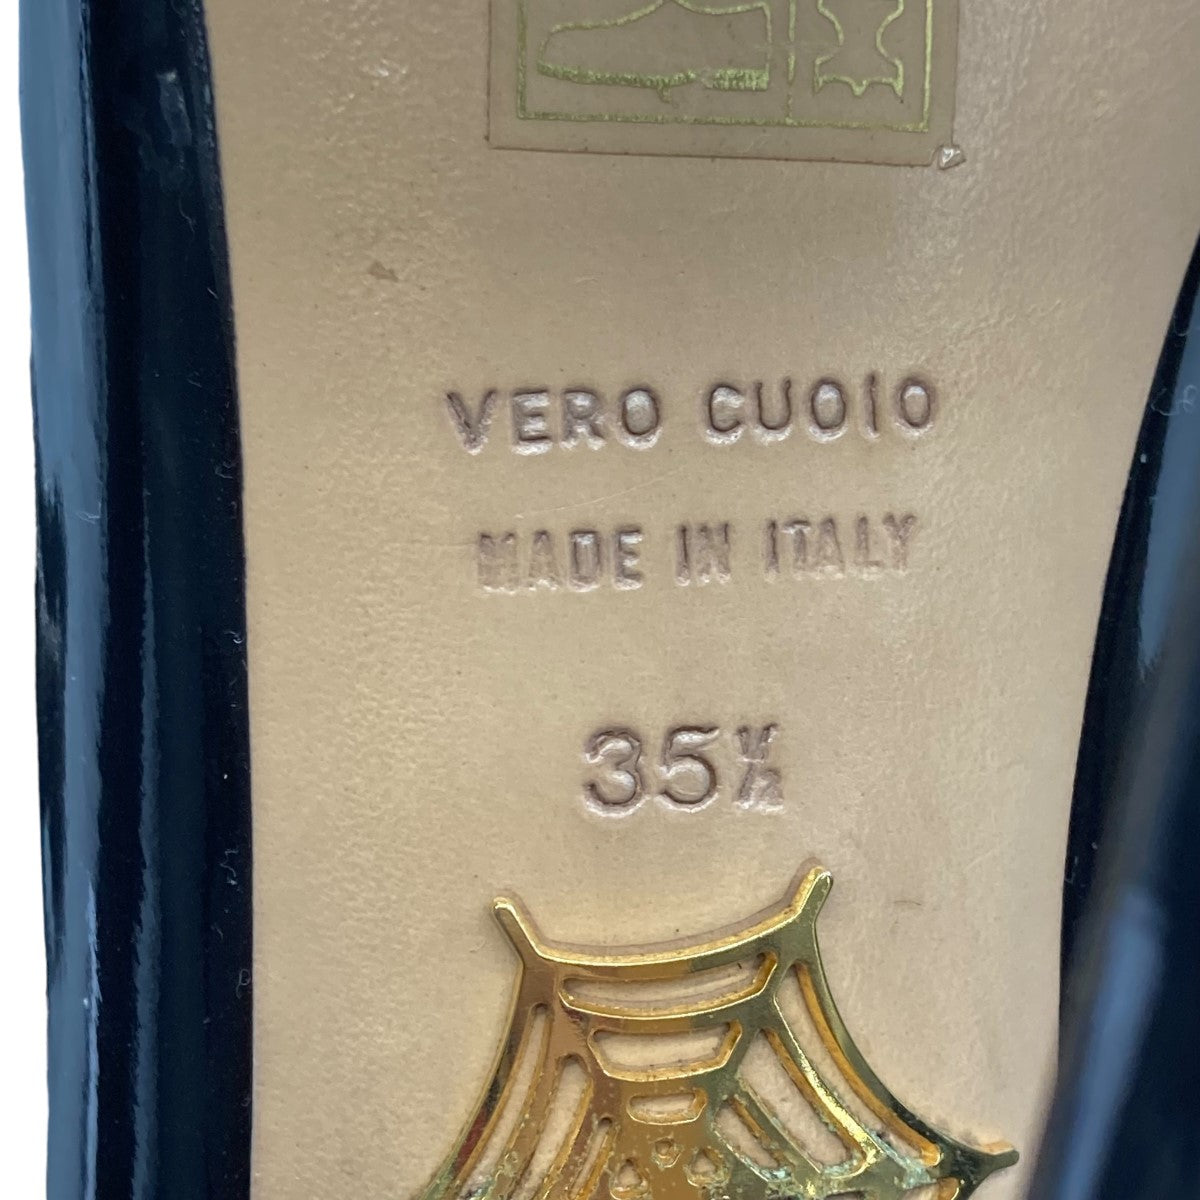 VERO CUOIO
MADE IN ITALY
35½